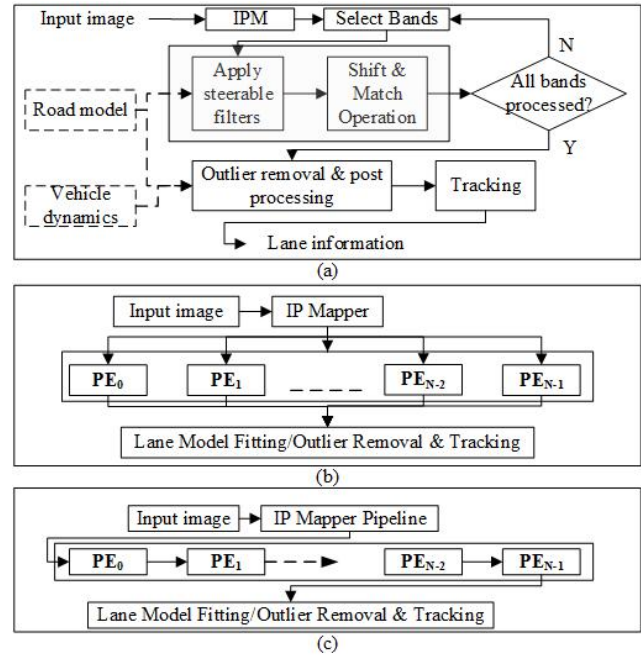 Input image
IPM
Select Bands
N
Apply
steerable
filters
Shift &
Match
Operation
All bands
processed?
Road model
Y
Outlier removal & post
processing
Tracking
Vehicle
dynamics
Lane information
(a)
Input image
IP Mapper
PE0
PE1
PEN-2
PEN-1
Lane Model Fitting/Outlier Removal & Tracking
(b)
Input image
IP Mapper Pipeline
PE0
PE1
PEN-2
PEN-1
Lane Model Fitting/Outlier Removal & Tracking
(c)